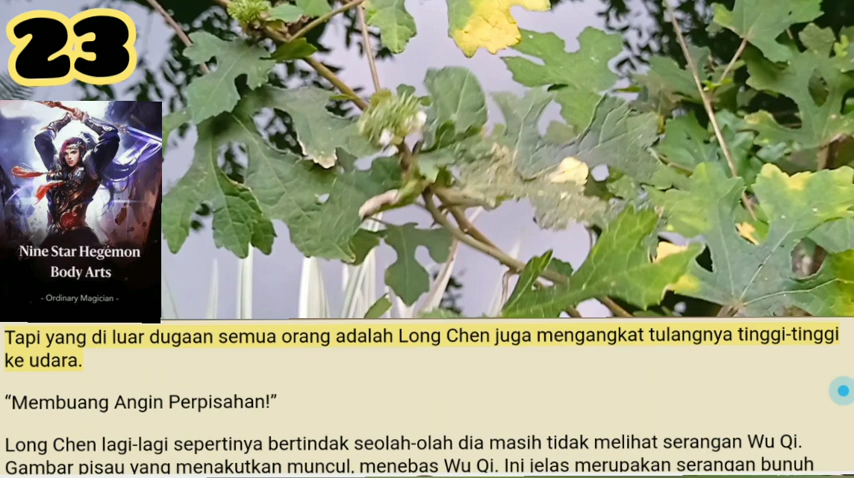 23
Nine Star Hegemon
Body Arts
- Ordinary Magician -
Tapi yang di luar dugaan semua orang adalah Long Chen juga mengangkat tulangnya tinggi-tinggi
ke udara.
“Membuang Angin Perpisahan!”
Long Chen lagi-lagi sepertinya bertindak seolah-olah dia masih tidak melihat serangan Wu Qi.
Gambar pisau yang menakutkan muncul, menebas Wu Qi. Ini jelas merupakan serangan bunuh